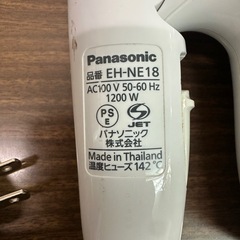 Panasonic
品番 EH-NE18
AC100 V 50-60 Hz
1200 W
PS
E
S
JET
パナソニック
株式会社
Made in Thailand
温度ヒューズ 142 ℃